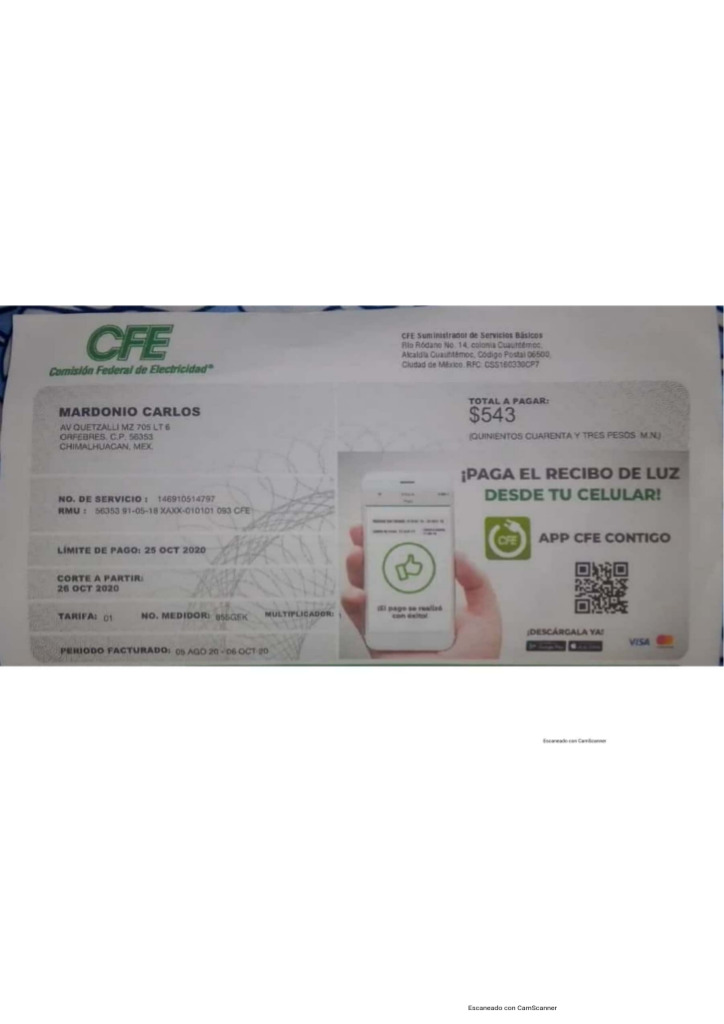 CFE
Comisión Federal de Electricidad®
CFE Suministrador de Servicios Básicos
Río Ródano No. 14, colonia Cuauhtémoc,
Alcaldía Cuauhtémoc, Código Postal 06500,
Ciudad de México. RFC: CSS160330CP7
MARDONIO CARLOS
AV QUETZALLI MZ 705 LT 6
ORFEBRES, C.P. 56353
CHIMALHUACAN, MEX.
TOTAL A PAGAR:
$543
(QUINIENTOS CUARENTA Y TRES PESOS M.N.)
NO. DE SERVICIO : 146910514797
RMU : 56353 91-05-18 XAXX-010101 093 CFE
LÍMITE DE PAGO: 25 OCT 2020
CORTE A PARTIR:
26 OCT 2020
TARIFA: 01 NO. MEDIDOR: 855GEK MULTIPLICADOR:
PERIODO FACTURADO: 05 AGO 20 - 06 OCT 20
¡PAGA EL RECIBO DE LUZ
DESDE TU CELULAR!
CFE
APP CFE CONTIGO
¡El pago se realizó
con éxito!
¡DESCÁRGALA YA!
VISA
Escaneado con CamScanner
Escaneado con CamScanner